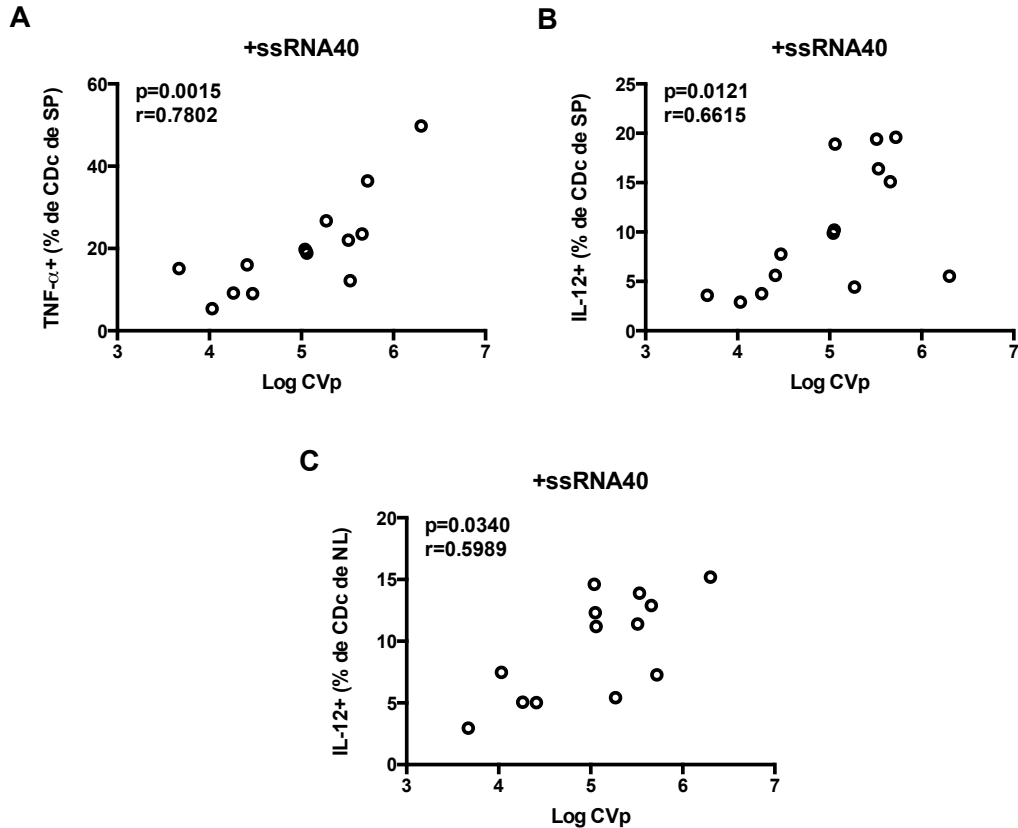 A
+ssRNA40
p=0.0015
r=0.7802
TNF-α+ (% de CDc de SP)
60
40
20
0
3 4 5 6 7
Log CVp
B
+ssRNA40
p=0.0121
r=0.6615
IL-12+ (% de CDc de SP)
25
20
15
10
5
0
3 4 5 6 7
Log CVp
C
+ssRNA40
p=0.0340
r=0.5989
IL-12+ (% de CDc de NL)
20
15
10
5
0
3 4 5 6 7
Log CVp